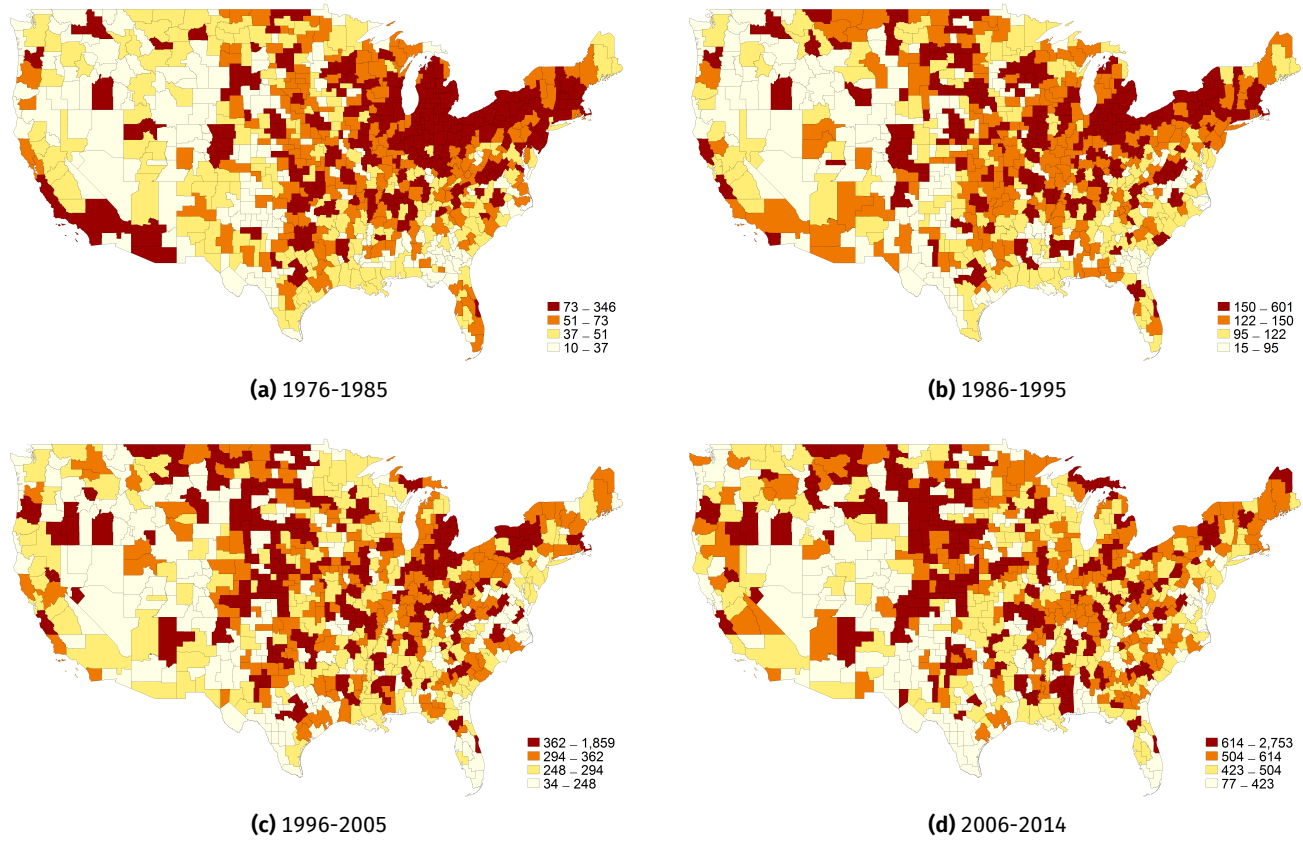 73 – 346
51 – 73
37 – 51
10 – 37
(a) 1976-1985
150 – 601
122 – 150
95 – 122
15 – 95
(b) 1986-1995
362 – 1,859
294 – 362
248 – 294
34 – 248
(c) 1996-2005
614 – 2,753
504 – 614
423 – 504
77 – 423
(d) 2006-2014